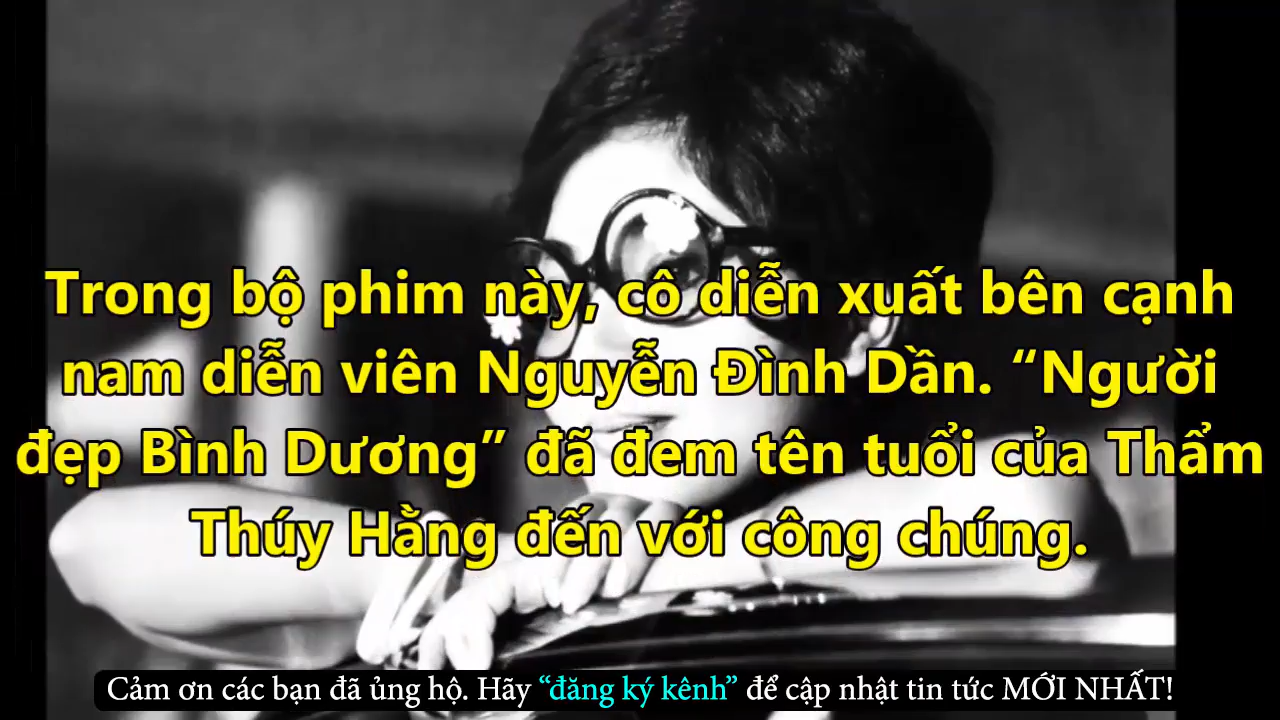 Trong bộ phim này, cô diễn xuất bên cạnh
nam diễn viên Nguyễn Đình Dần. “Người
đẹp Bình Dương” đã đem tên tuổi của Thẩm
Thúy Hằng đến với công chúng.
Cảm ơn các bạn đã ủng hộ. Hãy “đăng ký kênh” để cập nhật tin tức MỚI NHẤT!